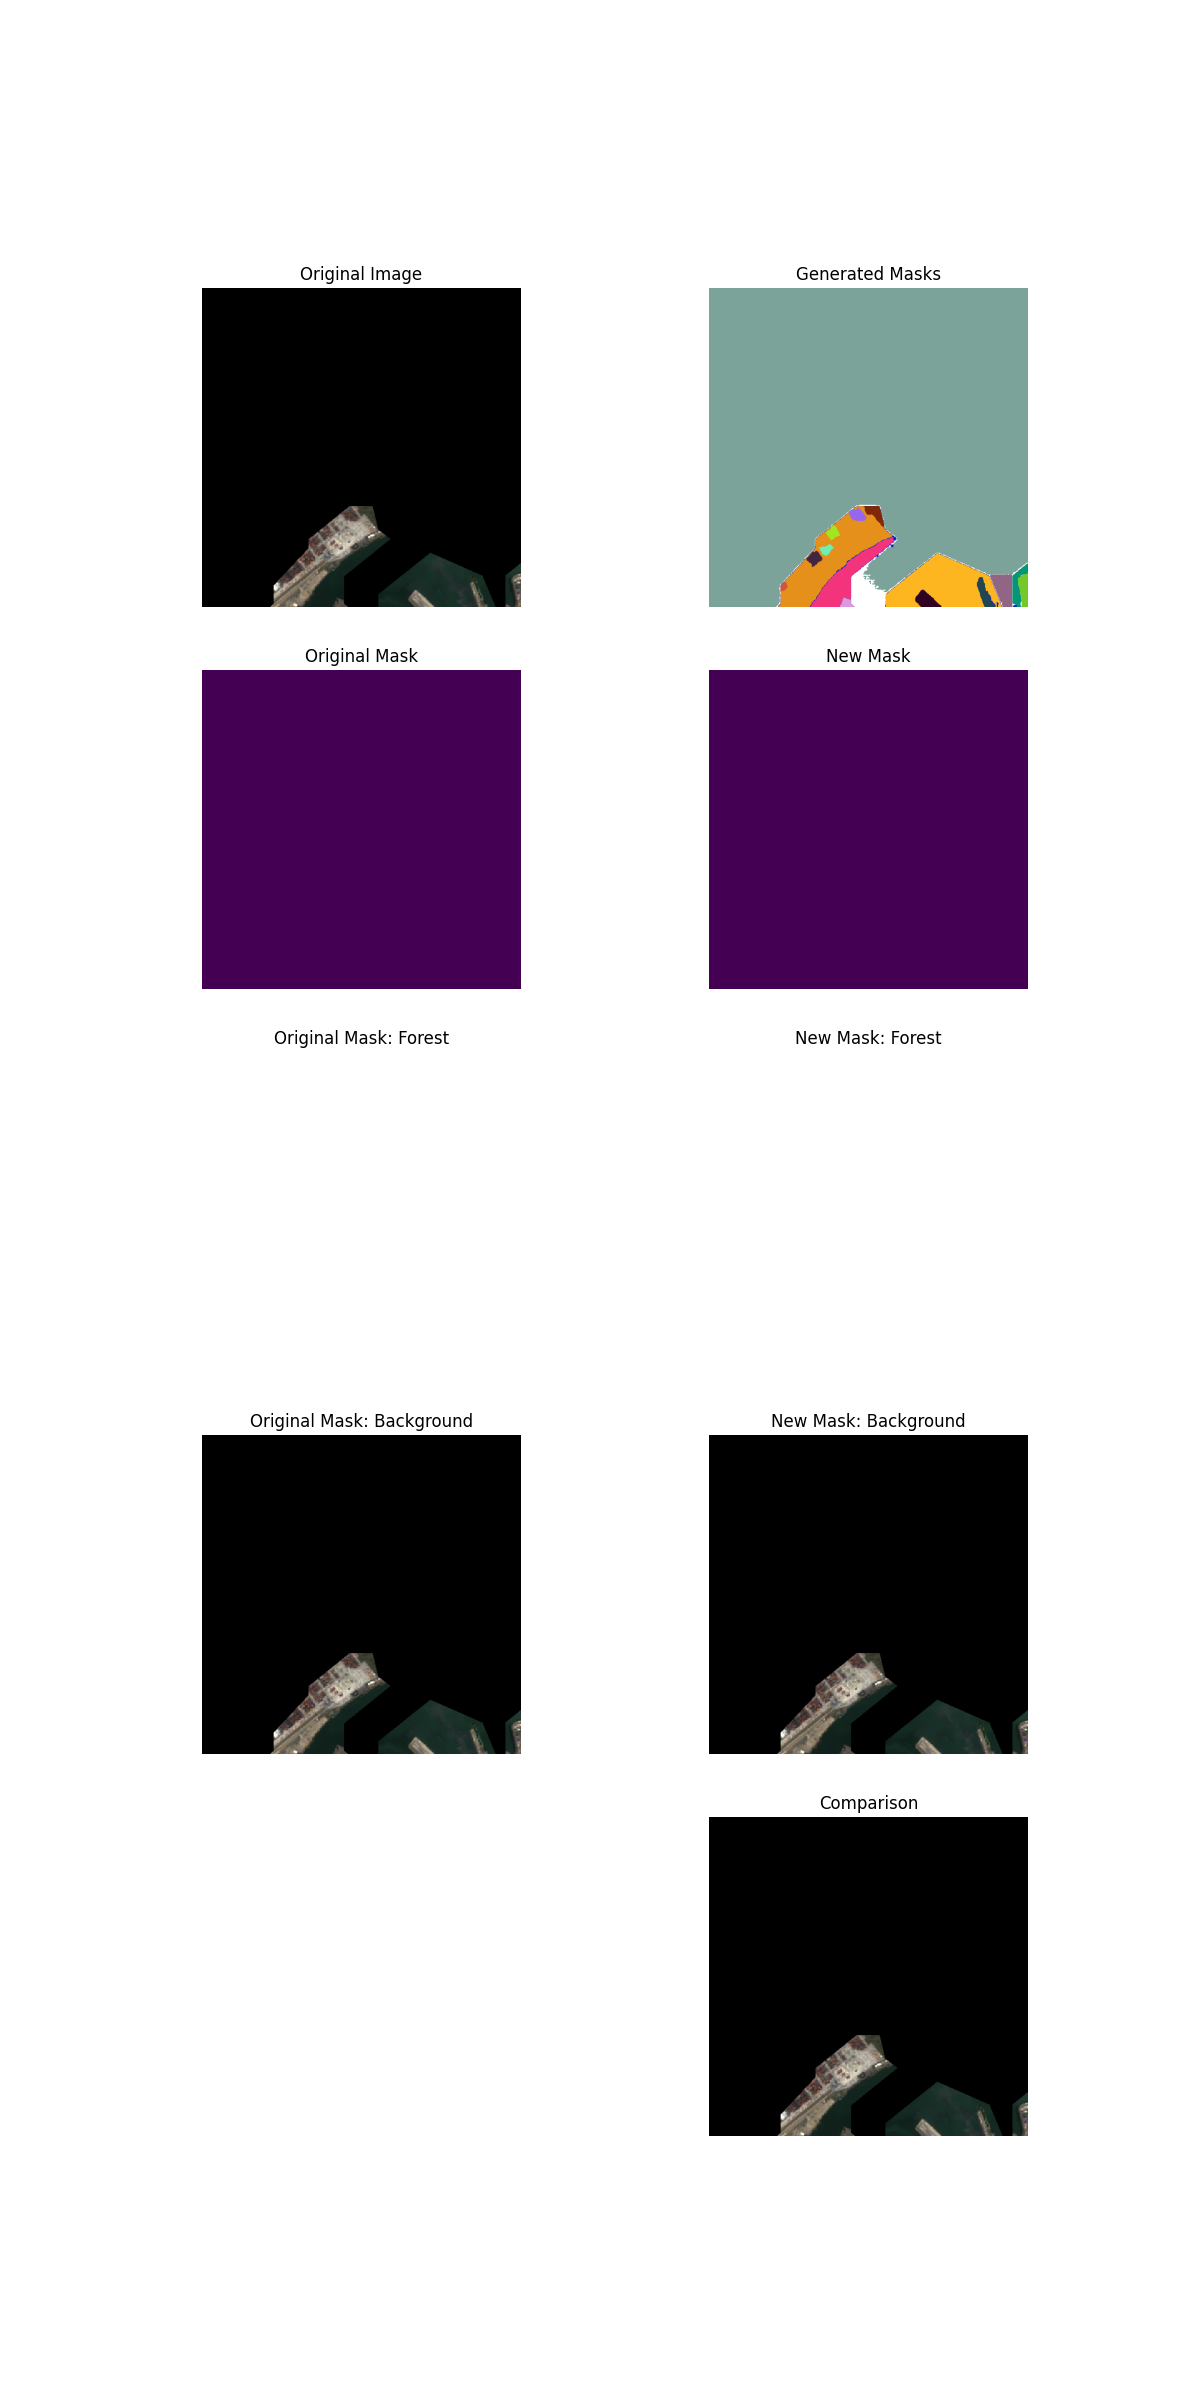 Original Image
Generated Masks
Original Mask
New Mask
Original Mask: Forest
New Mask: Forest
Original Mask: Background
New Mask: Background
Comparison